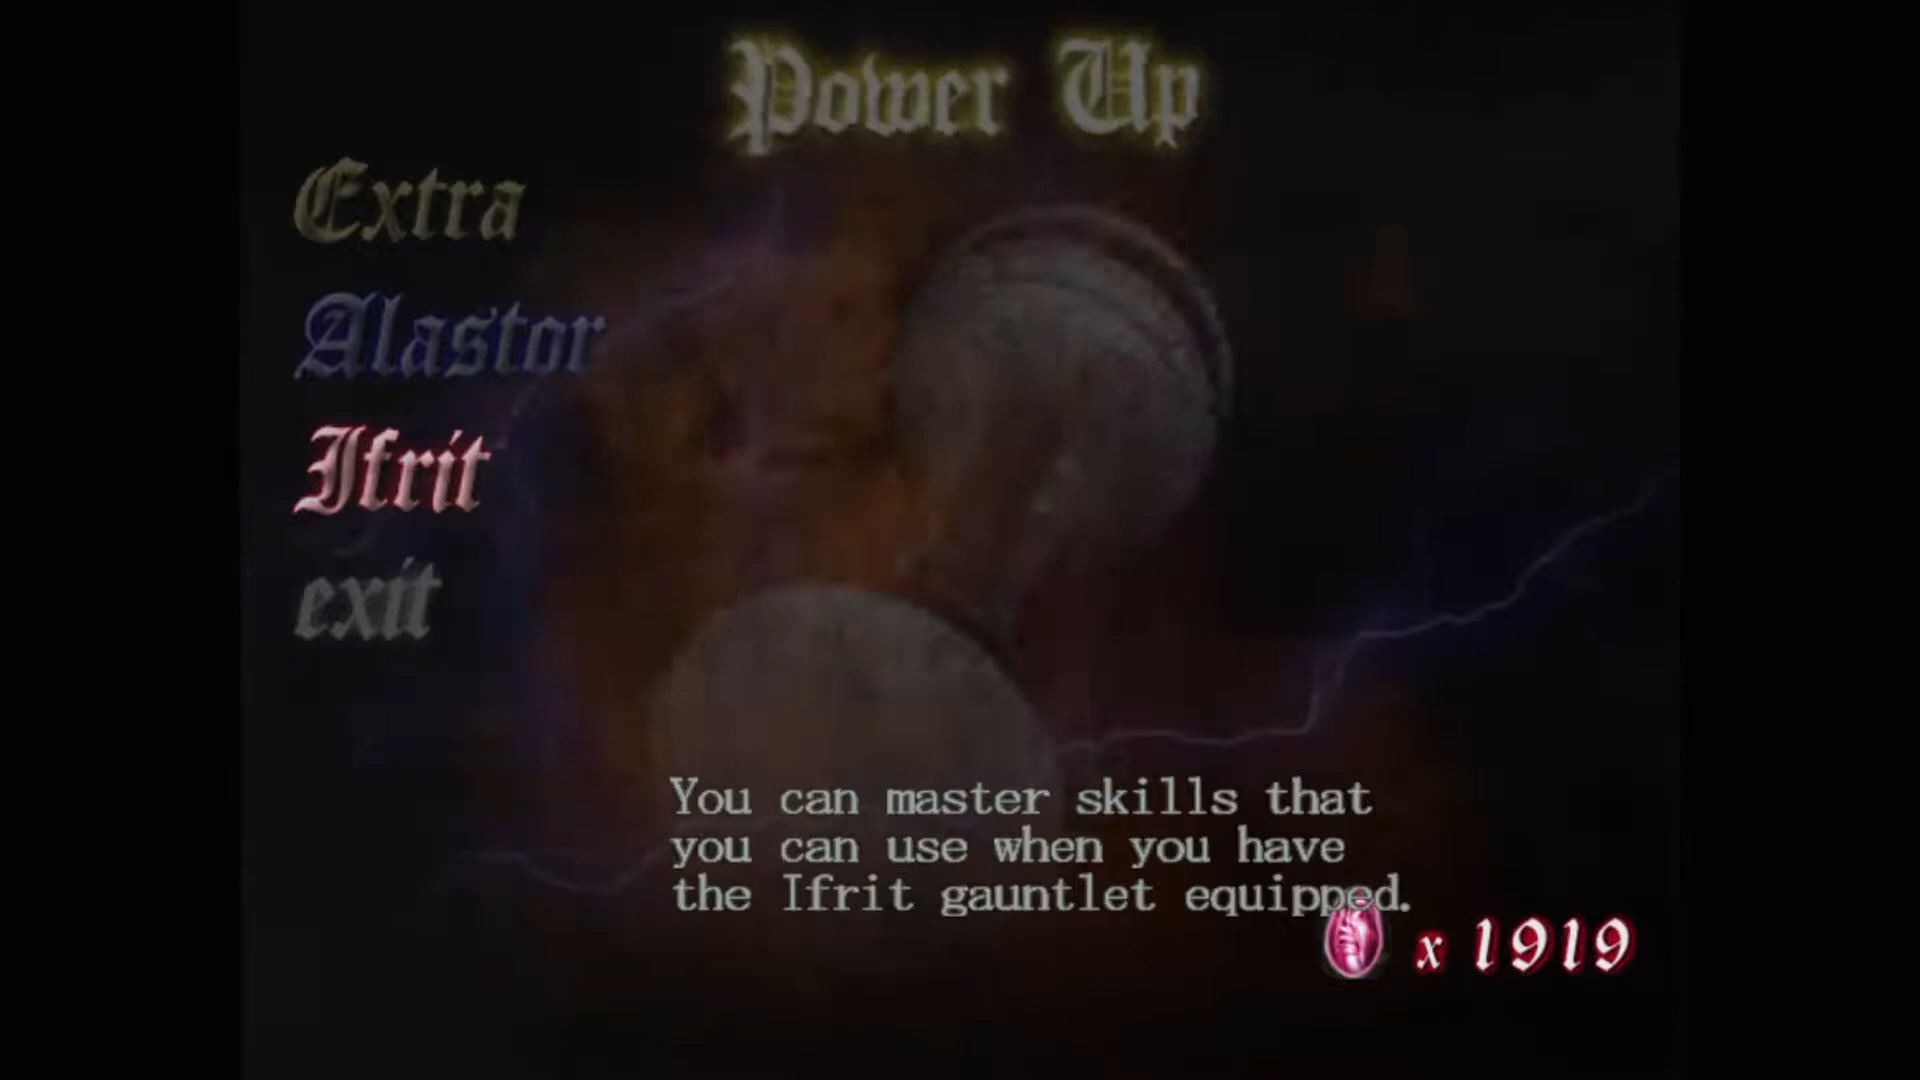 Power Up
Extra
Alastor
Ifrit
exit
You can master skills that
you can use when you have
the Ifrit gauntlet equipped.
x 1919